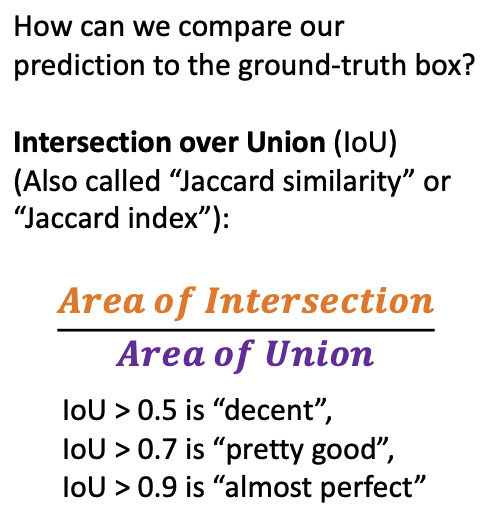 How can we compare our
prediction to the ground-truth box?
Intersection over Union (IoU)
(Also called “Jaccard similarity” or
“Jaccard index”):
Area of Intersection
Area of Union
IoU > 0.5 is “decent”,
IoU > 0.7 is “pretty good”,
IoU > 0.9 is “almost perfect”